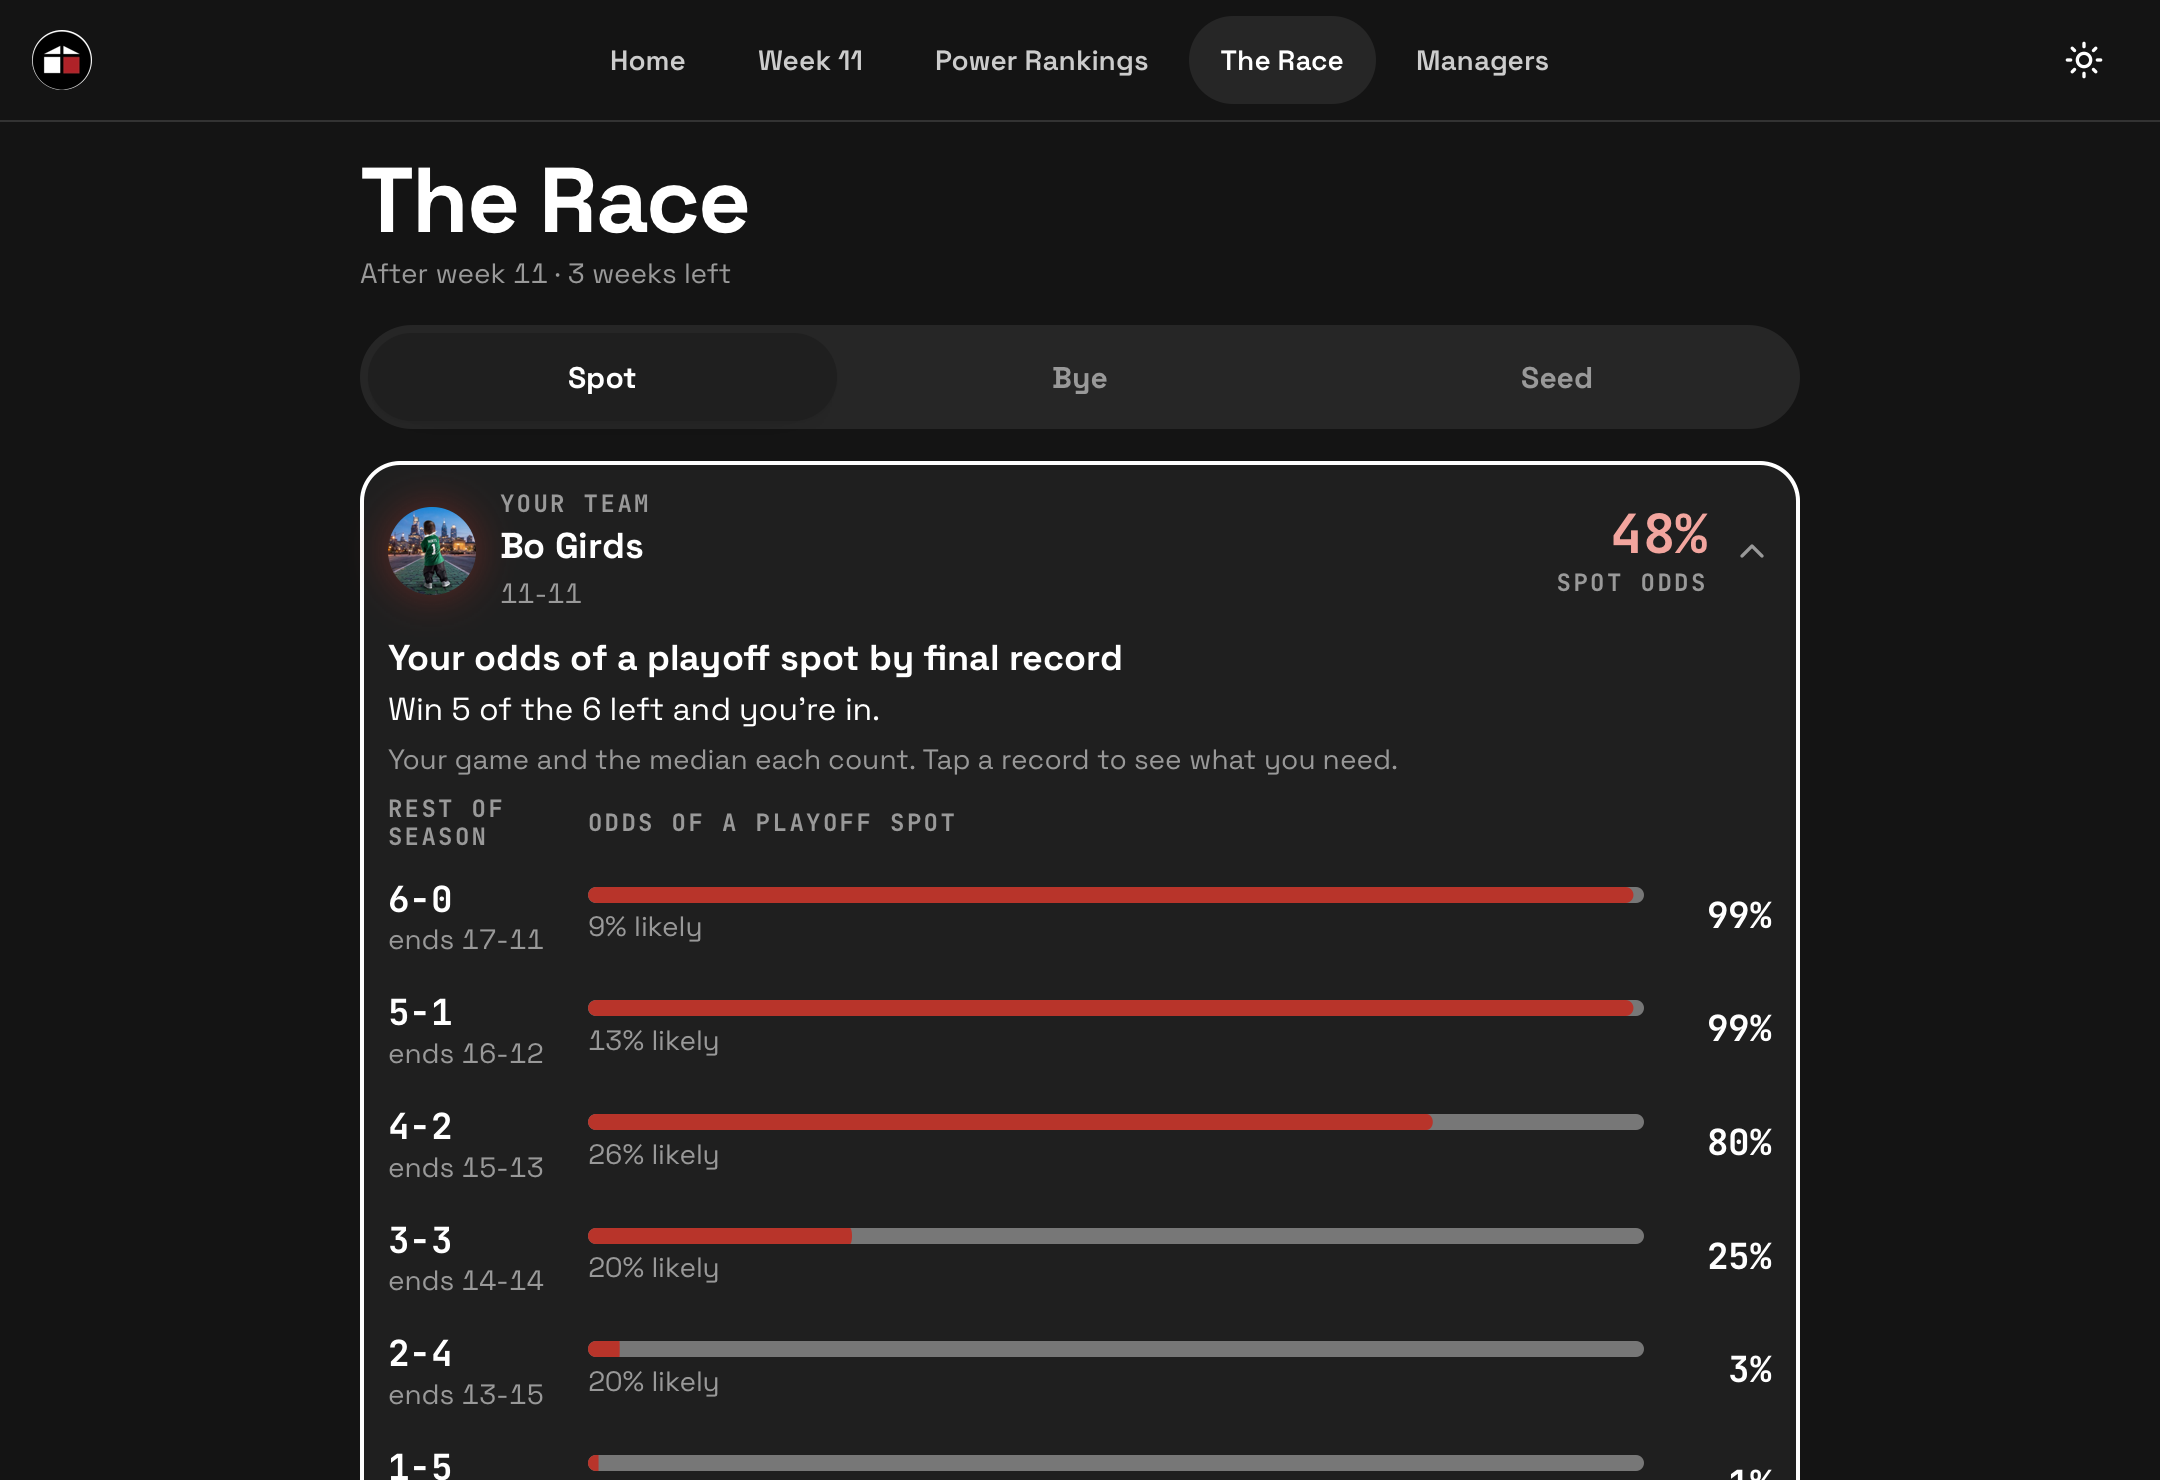 Home
Week 11
Power Rankings
The Race
Managers
The Race
After week 11 · 3 weeks left
Spot
Bye
Seed
YOUR TEAM
Bo Girds
11-11
48%
SPOT ODDS
Your odds of a playoff spot by final record
Win 5 of the 6 left and you’re in.
Your game and the median each count. Tap a record to see what you need.
REST OF
SEASON
ODDS OF A PLAYOFF SPOT
6-0
ends 17-11
9% likely
99%
5-1
ends 16-12
13% likely
99%
4-2
ends 15-13
26% likely
80%
3-3
ends 14-14
20% likely
25%
2-4
ends 13-15
20% likely
3%
1-5
1%